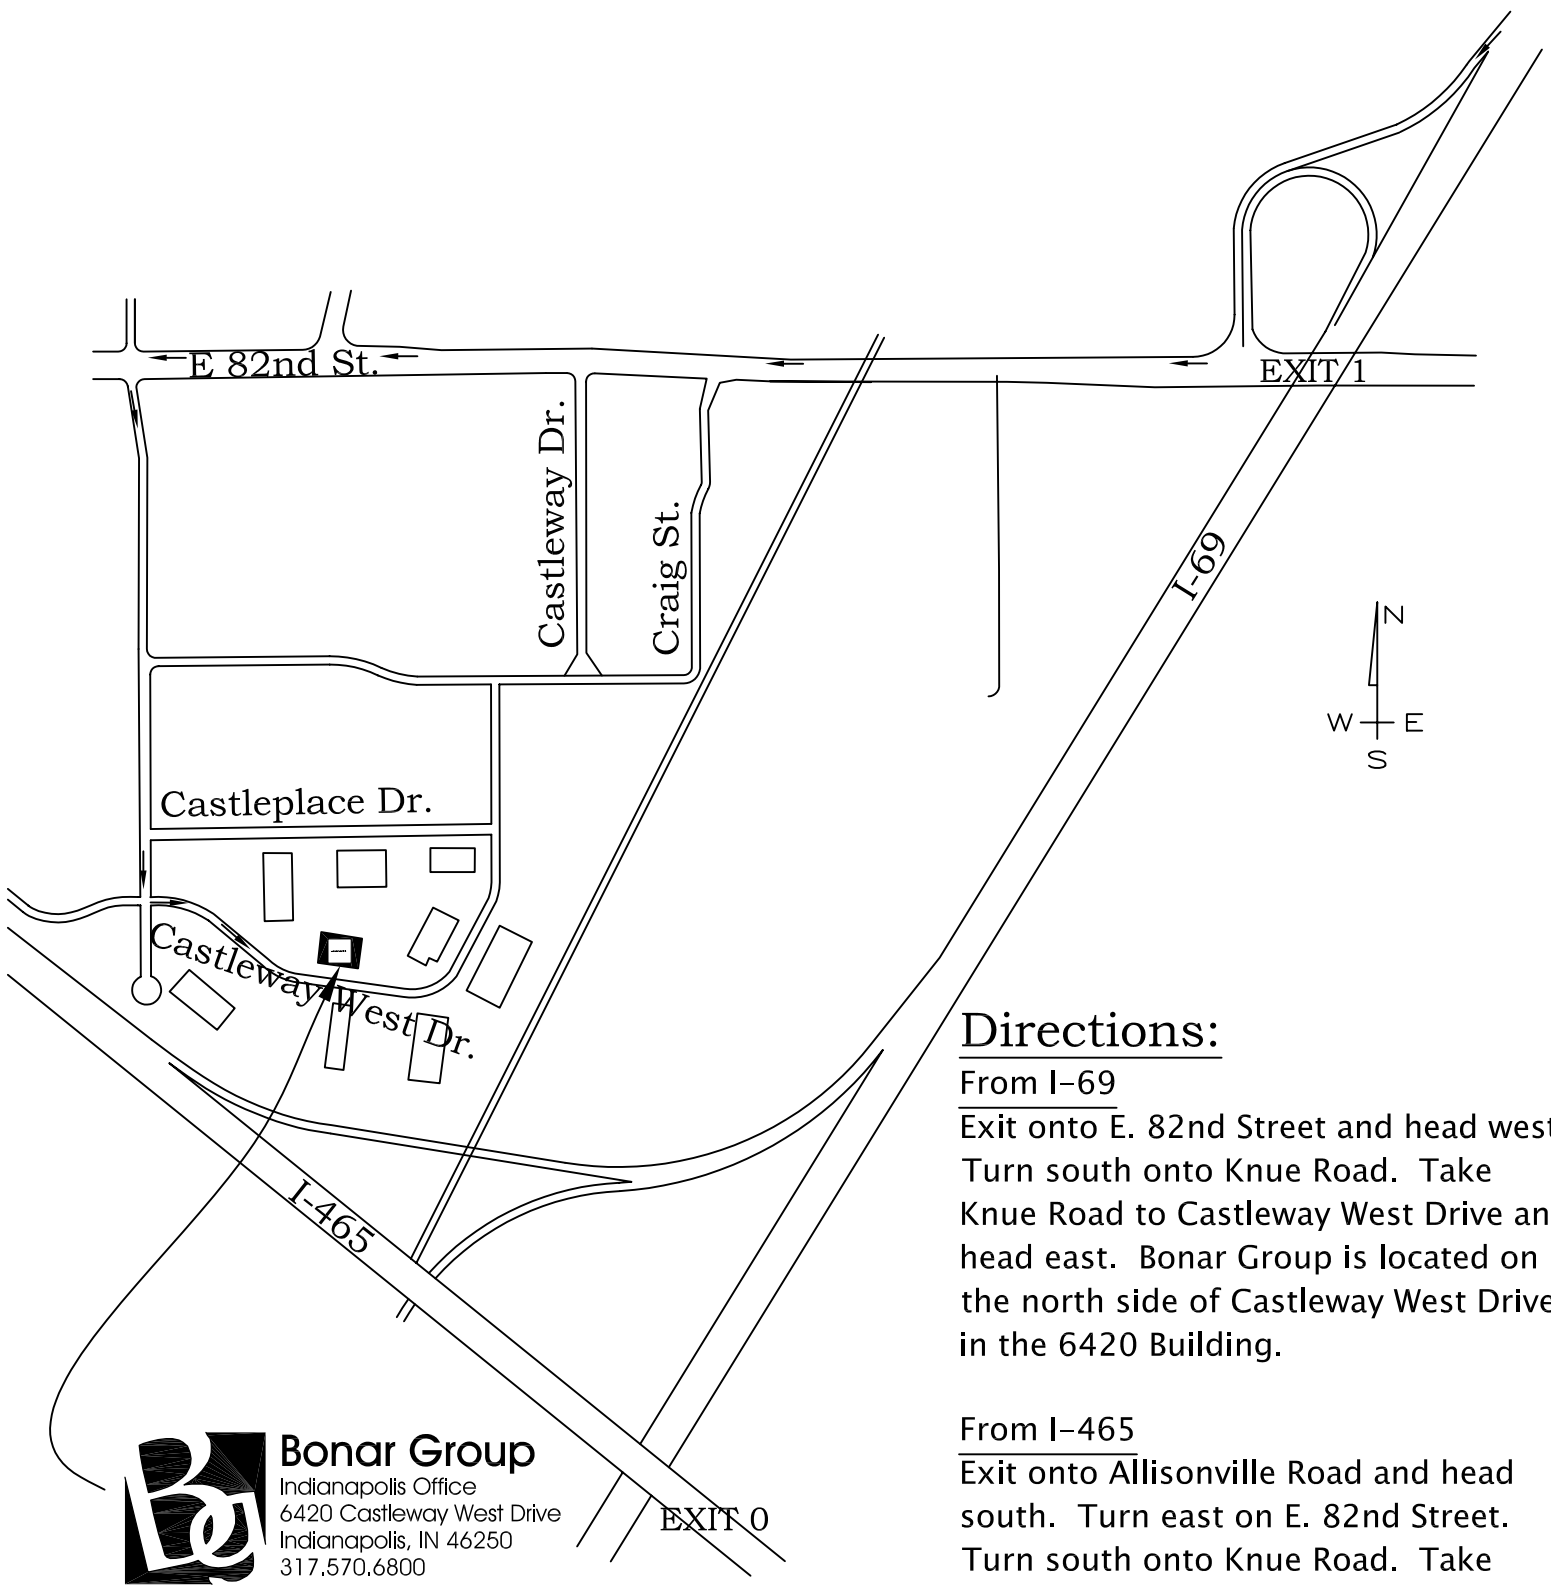 E 82nd St.
EXIT 1
Castleway Dr.
Craig St.
I-69
N
W E
S
Castleplace Dr.
Castleway West Dr.
I-465
EXIT 0
Directions:
From I-69
Exit onto E. 82nd Street and head west
Turn south onto Knue Road. Take
Knue Road to Castleway West Drive an
head east. Bonar Group is located on
the north side of Castleway West Drive
in the 6420 Building.
From I-465
Exit onto Allisonville Road and head
south. Turn east on E. 82nd Street.
Turn south onto Knue Road. Take
Bg
Bonar Group
Indianapolis Office
6420 Castleway West Drive
Indianapolis, IN 46250
317.570.6800